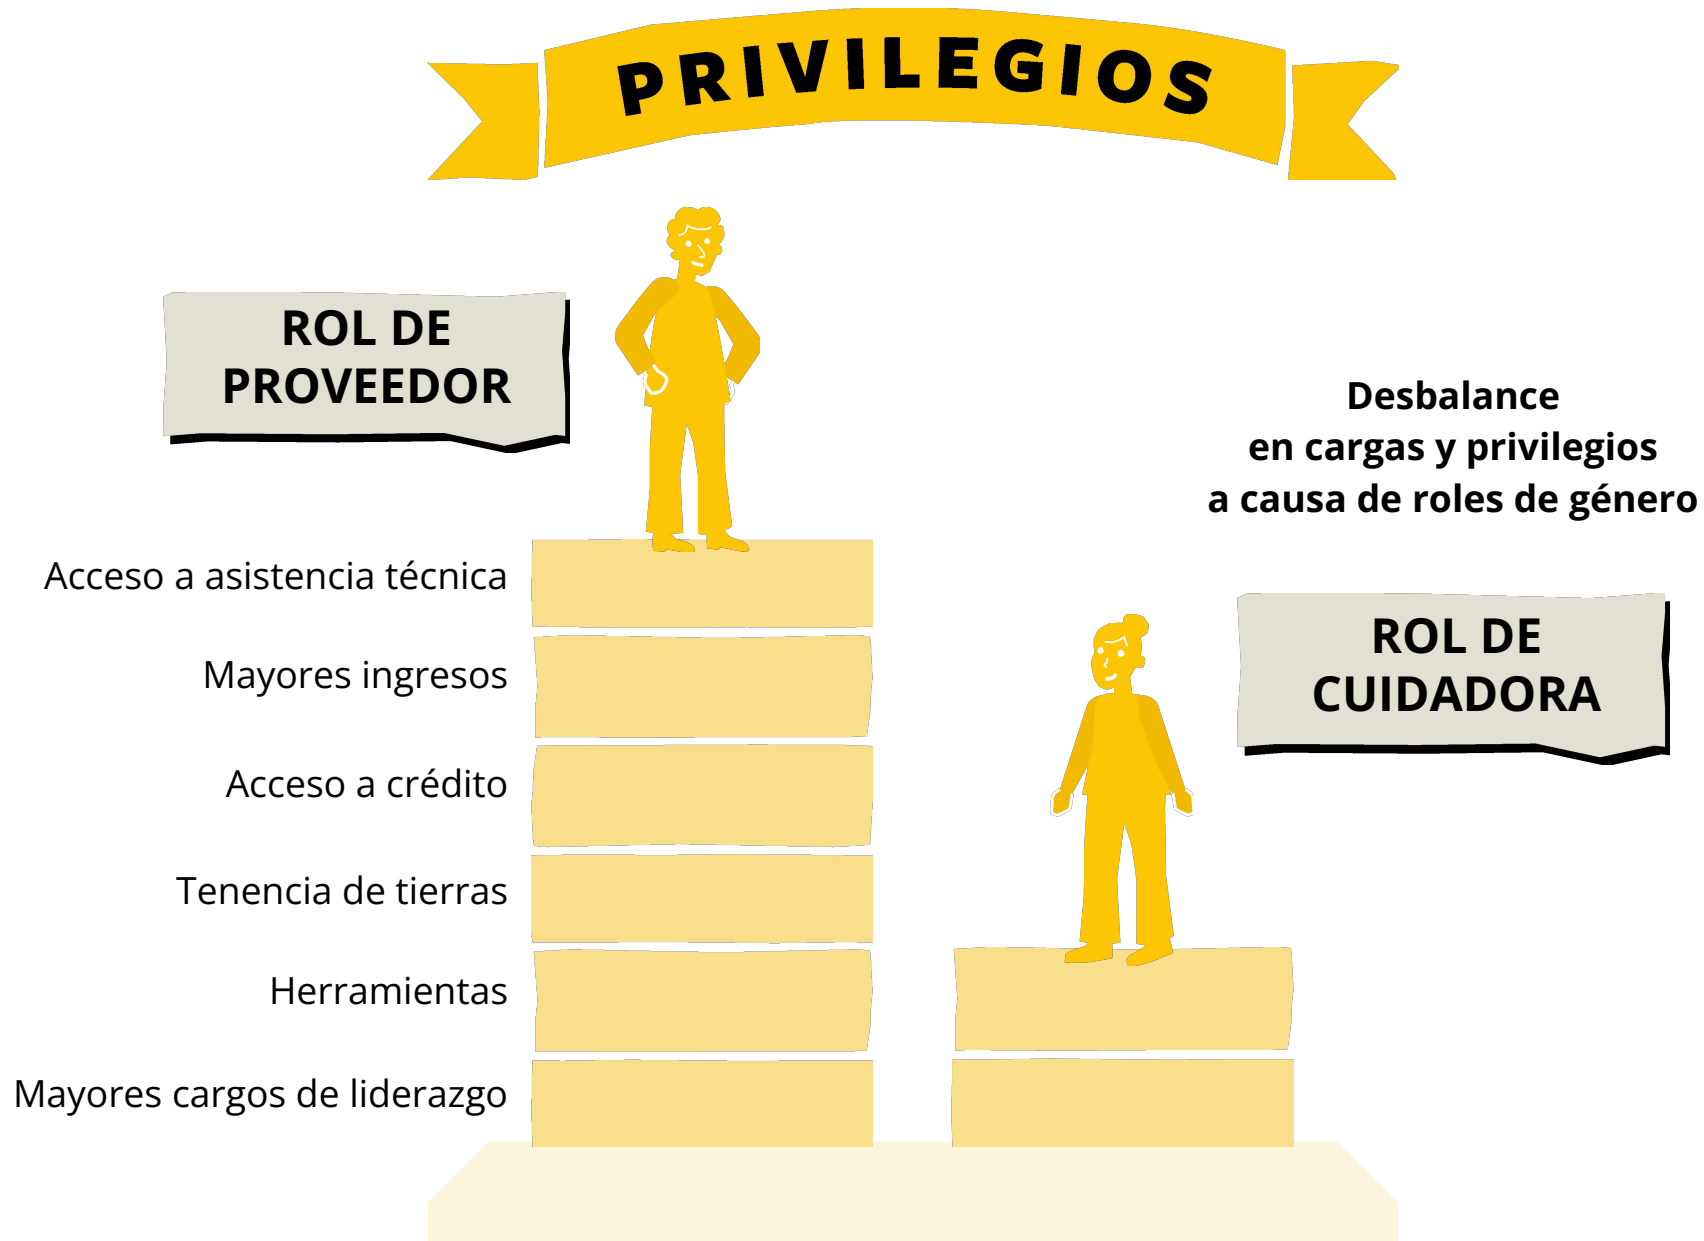 PRIVILEGIOS
ROL DE
PROVEEDOR
Desbalance
en cargas y privilegios
a causa de roles de género
Acceso a asistencia técnica
Mayores ingresos
Acceso a crédito
Tenencia de tierras
Herramientas
Mayores cargos de liderazgo
ROL DE
CUIDADORA